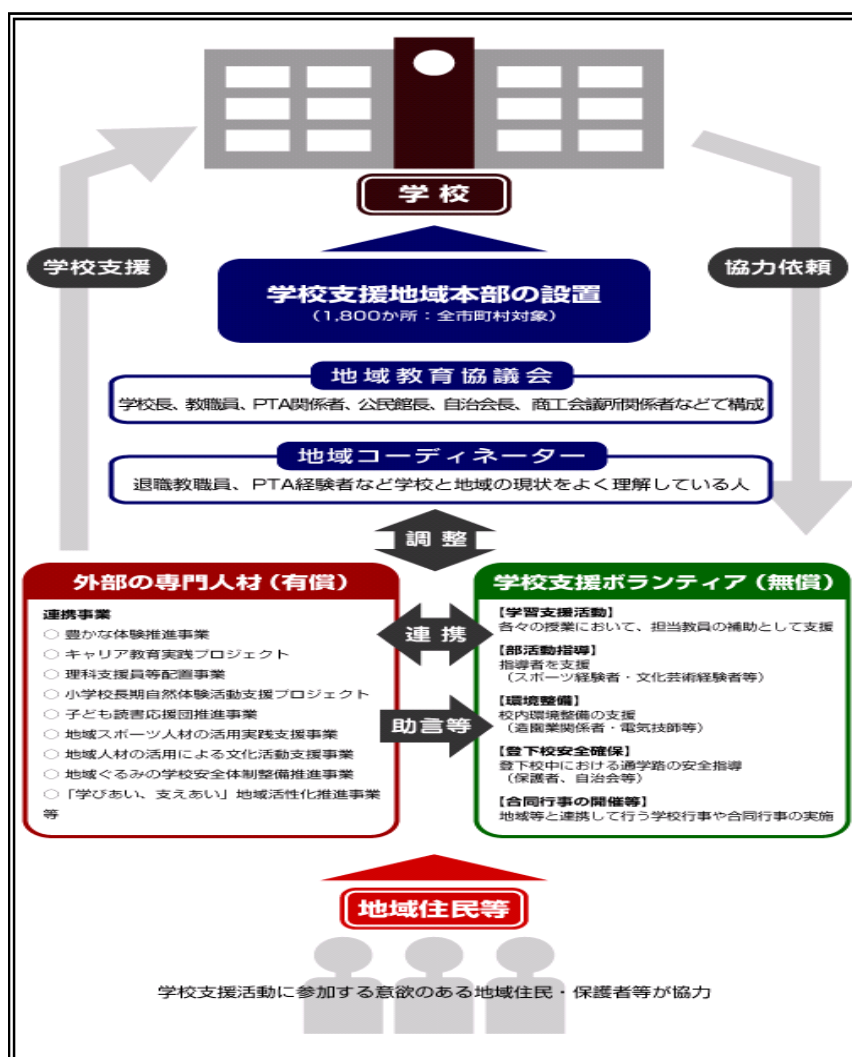 学校
学校支援
協力依頼
学校支援地域本部の設置
(1,800か所：全市町村対象)
地域教育協議会
学校長、教職員、PTA関係者、公民館長、自治会長、商工会議所関係者などで構成
地域コーディネーター
退職教職員、PTA経験者など学校と地域の現状をよく理解している人
調整
外部の専門人材（有償）
連携事業
○ 豊かな体験推進事業
○ キャリア教育実践プロジェクト
○ 理科支援員等配置事業
○ 小学校長期自然体験活動支援プロジェクト
○ 子ども読書応援団推進事業
○ 地域スポーツ人材の活用実践支援事業
○ 地域人材の活用による文化活動支援事業
○ 地域ぐるみの学校安全体制整備推進事業
○「学びあい、支えあい」地域活性化推進事業
等
連携
助言等
学校支援ボランティア（無償）
【学習支援活動】
各々の授業において、担当教員の補助として支援
【部活動指導】
指導者を支援
（スポーツ経験者・文化芸術経験者等）
【環境整備】
校内環境整備の支援
（造園業関係者・電気技師等）
【登下校安全確保】
登下校中における通学路の安全指導
（保護者、自治会等）
【合同行事の開催等】
地域等と連携して行う学校行事や合同行事の実施
地域住民等
学校支援活動に参加する意欲のある地域住民・保護者等が協力